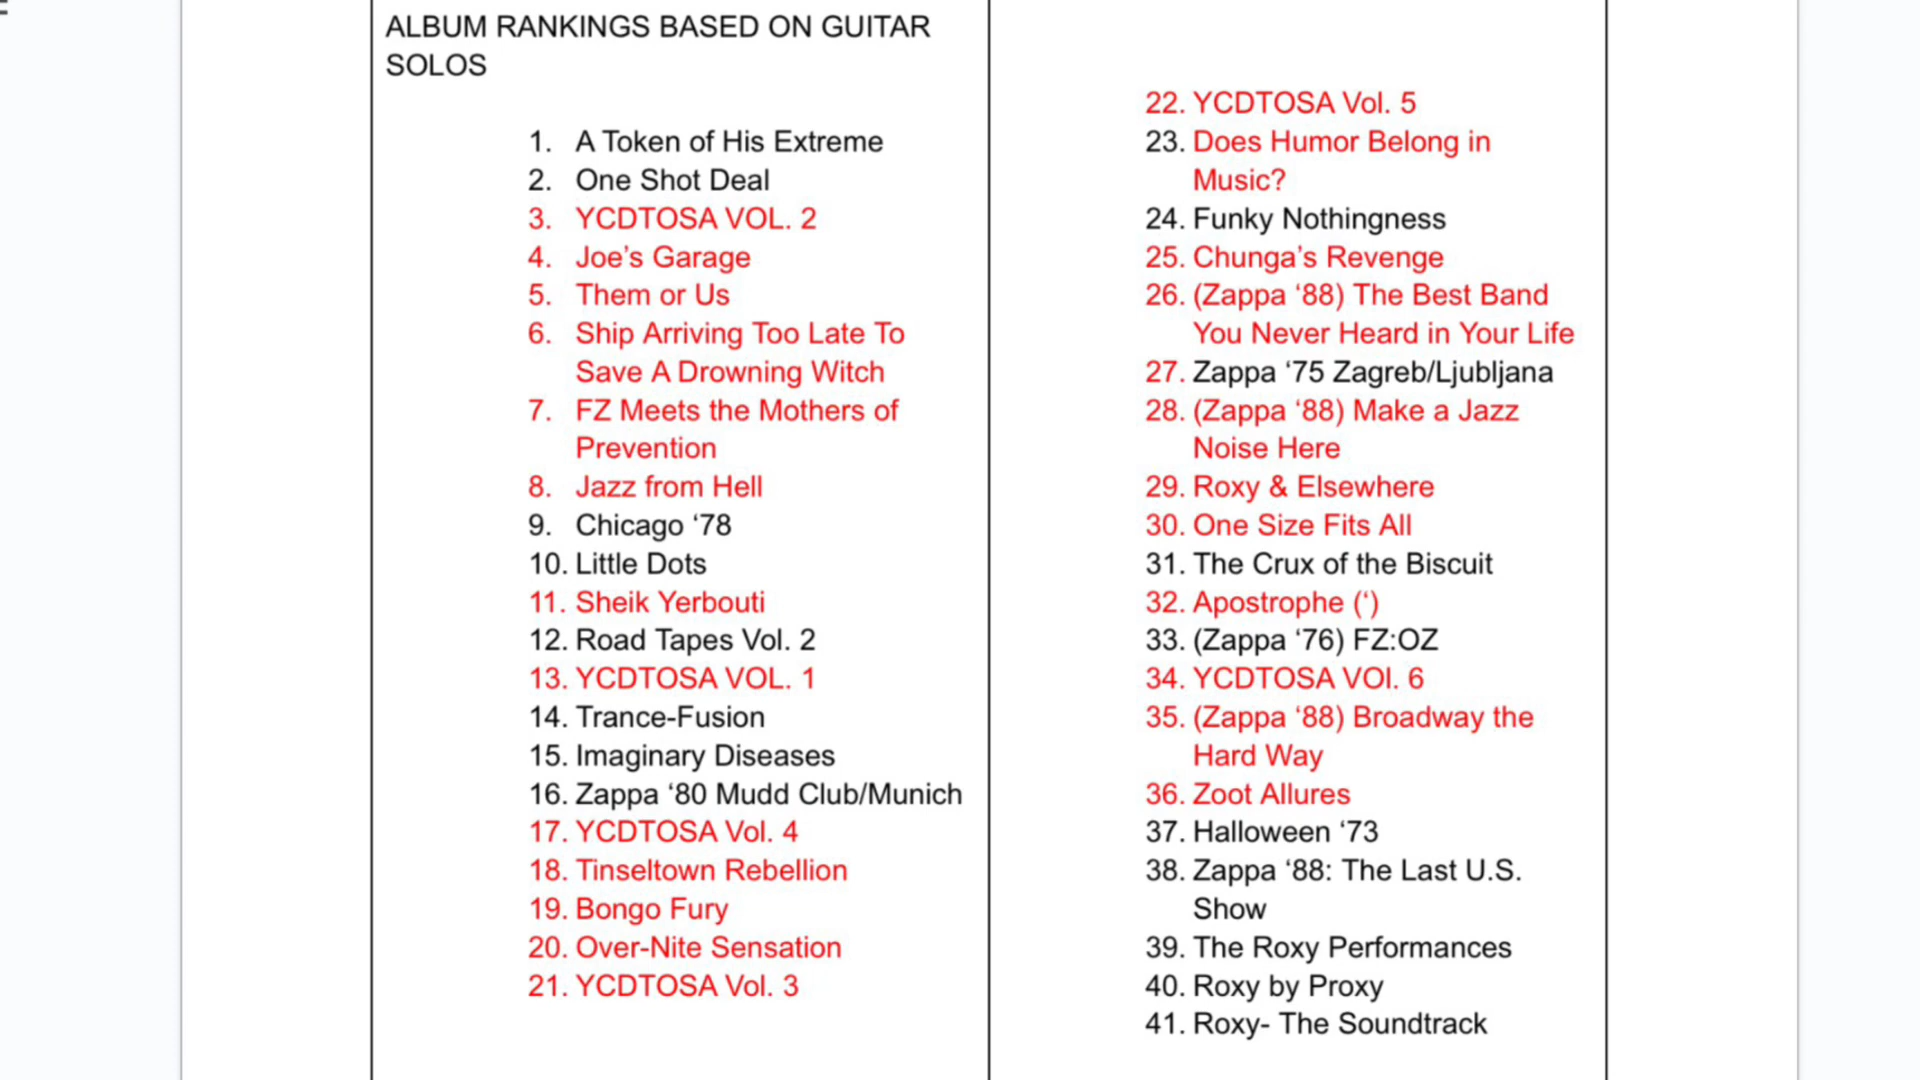 ALBUM RANKINGS BASED ON GUITAR
SOLOS
1. A Token of His Extreme
2. One Shot Deal
3. YCDTOSA VOL. 2
4. Joe’s Garage
5. Them or Us
6. Ship Arriving Too Late To
Save A Drowning Witch
7. FZ Meets the Mothers of
Prevention
8. Jazz from Hell
9. Chicago ‘78
10. Little Dots
11. Sheik Yerbouti
12. Road Tapes Vol. 2
13. YCDTOSA VOL. 1
14. Trance-Fusion
15. Imaginary Diseases
16. Zappa ‘80 Mudd Club/Munich
17. YCDTOSA Vol. 4
18. Tinseltown Rebellion
19. Bongo Fury
20. Over-Nite Sensation
21. YCDTOSA Vol. 3
22. YCDTOSA Vol. 5
23. Does Humor Belong in
Music?
24. Funky Nothingness
25. Chunga’s Revenge
26. (Zappa ‘88) The Best Band
You Never Heard in Your Life
27. Zappa ‘75 Zagreb/Ljubljana
28. (Zappa ‘88) Make a Jazz
Noise Here
29. Roxy & Elsewhere
30. One Size Fits All
31. The Crux of the Biscuit
32. Apostrophe (‘)
33. (Zappa ‘76) FZ:OZ
34. YCDTOSA VOl. 6
35. (Zappa ‘88) Broadway the
Hard Way
36. Zoot Allures
37. Halloween ‘73
38. Zappa ‘88: The Last U.S.
Show
39. The Roxy Performances
40. Roxy by Proxy
41. Roxy- The Soundtrack